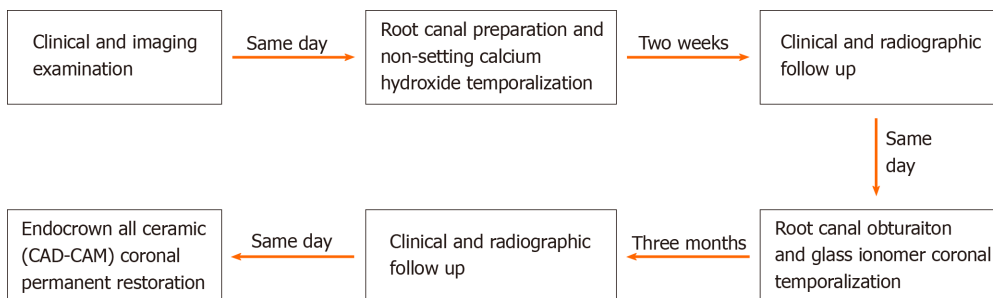 Clinical and imaging
examination
Same day
Root canal preparation and
non-setting calcium
hydroxide temporalization
Two weeks
Clinical and radiographic
follow up
Same
day
Root canal obturaiton
and glass ionomer coronal
temporalization
Three months
Clinical and radiographic
follow up
Same day
Endocrown all ceramic
(CAD-CAM) coronal
permanent restoration